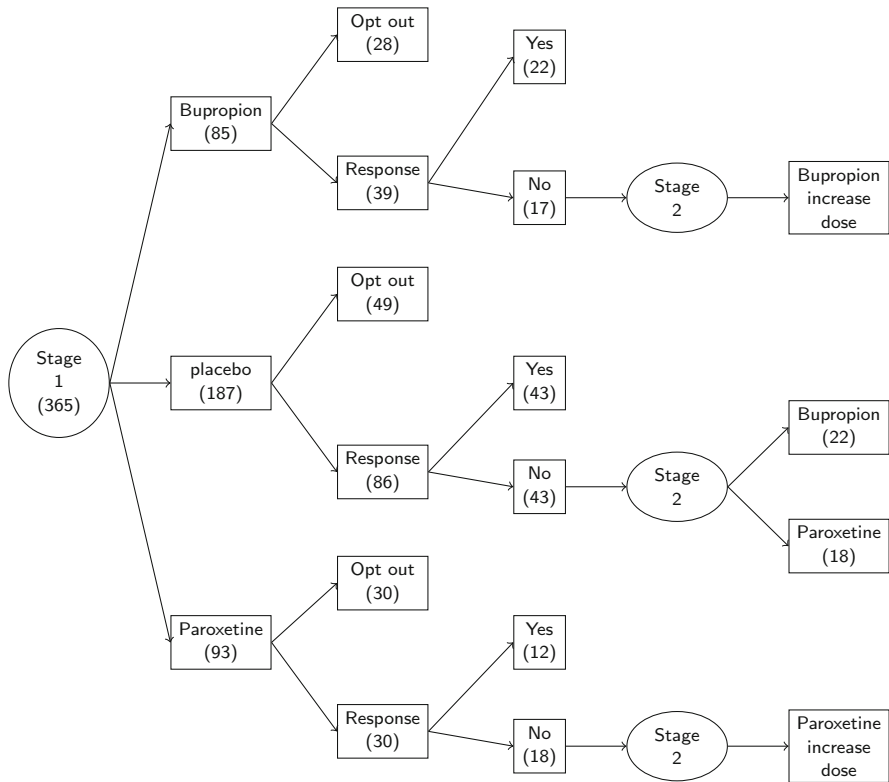 Opt out
(28)
Yes
(22)
Bupropion
(85)
Response
(39)
No
(17)
Stage
2
Bupropion
increase
dose
Opt out
(49)
Stage
1
(365)
placebo
(187)
Yes
(43)
Response
(86)
No
(43)
Stage
2
Bupropion
(22)
Paroxetine
(18)
Opt out
(30)
Paroxetine
(93)
Yes
(12)
Response
(30)
No
(18)
Stage
2
Paroxetine
increase
dose